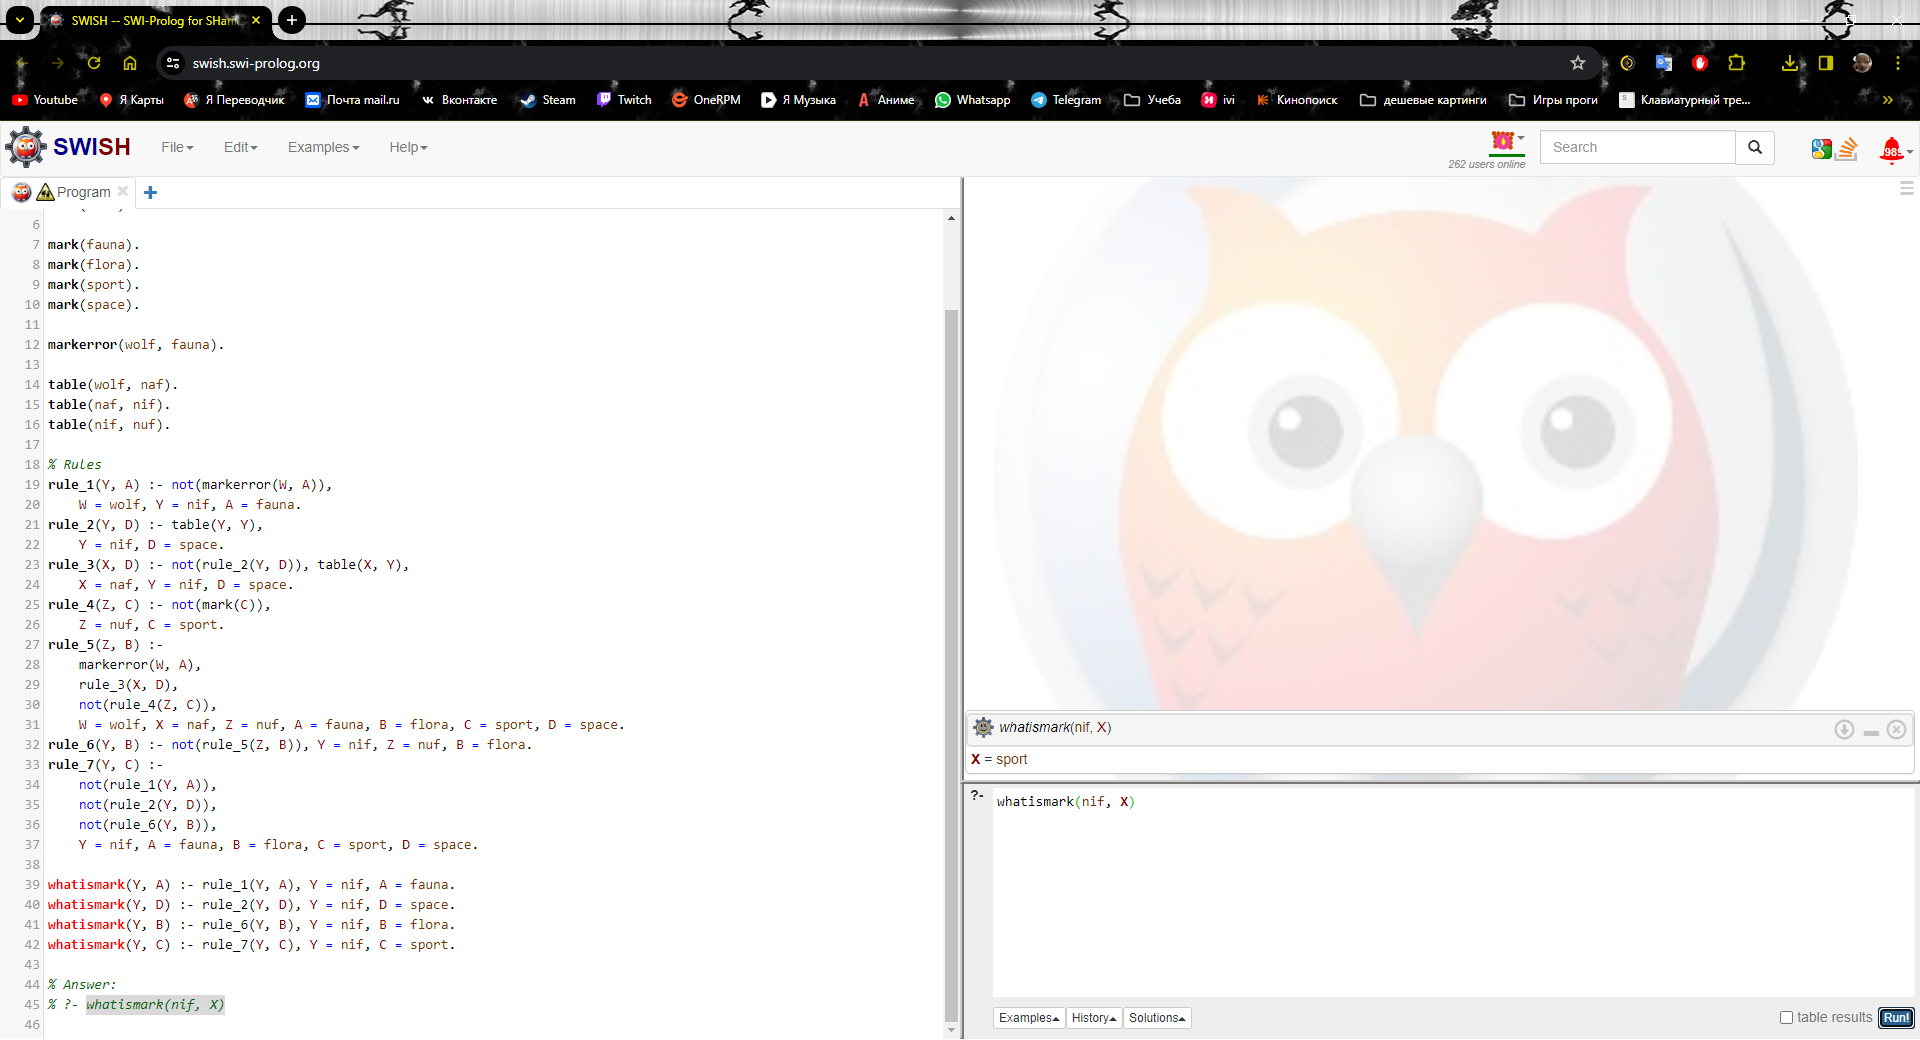 SWISH -- SWI-Prolog for SHar
swish.swi-prolog.org
Youtube Я Карты Я Переводчик Почта mail.ru Вконтакте Steam Twitch OneRPM Я Музыка Аниме Whatsapp Telegram Учеба ivi Кинопоиск дешевые картинги Игры проги Клавиатурный тре...
SWISH File Edit Examples Help 262 users online Search
Program
6
7 mark(fauna).
8 mark(flora).
9 mark(sport).
10 mark(space).
11
12 markerror(wolf, fauna).
13
14 table(wolf, naf).
15 table(naf, nif).
16 table(nif, nuf).
17
18 % Rules
19 rule_1(Y, A) :- not(markerror(W, A)),
20 W = wolf, Y = nif, A = fauna.
21 rule_2(Y, D) :- table(Y, Y),
22 Y = nif, D = space.
23 rule_3(X, D) :- not(rule_2(Y, D)), table(X, Y),
24 X = naf, Y = nif, D = space.
25 rule_4(Z, C) :- not(mark(C)),
26 Z = nuf, C = sport.
27 rule_5(Z, B) :-
28 markerror(W, A),
29 rule_3(X, D),
30 not(rule_4(Z, C)),
31 W = wolf, X = naf, Z = nuf, A = fauna, B = flora, C = sport, D = space.
32 rule_6(Y, B) :- not(rule_5(Z, B)), Y = nif, Z = nuf, B = flora.
33 rule_7(Y, C) :-
34 not(rule_1(Y, A)),
35 not(rule_2(Y, D)),
36 not(rule_6(Y, B)),
37 Y = nif, A = fauna, B = flora, C = sport, D = space.
38
39 whatismark(Y, A) :- rule_1(Y, A), Y = nif, A = fauna.
40 whatismark(Y, D) :- rule_2(Y, D), Y = nif, D = space.
41 whatismark(Y, B) :- rule_6(Y, B), Y = nif, B = flora.
42 whatismark(Y, C) :- rule_7(Y, C), Y = nif, C = sport.
43
44 % Answer:
45 % ?- whatismark(nif, X)
46
whatismark(nif, X)
X = sport
?- whatismark(nif, X)
Examples History Solutions table results Run!